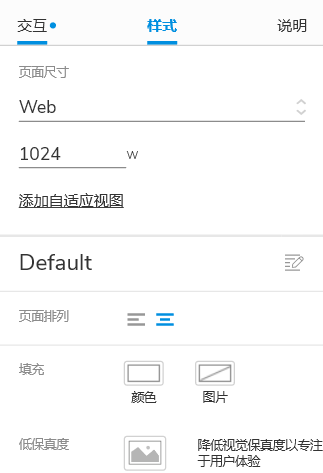 交互 样式 说明
页面尺寸
Web
1024 W
添加自适应视图
Default
页面排列
填充
颜色 图片
低保真度 降低视觉保真度以专注
于用户体验